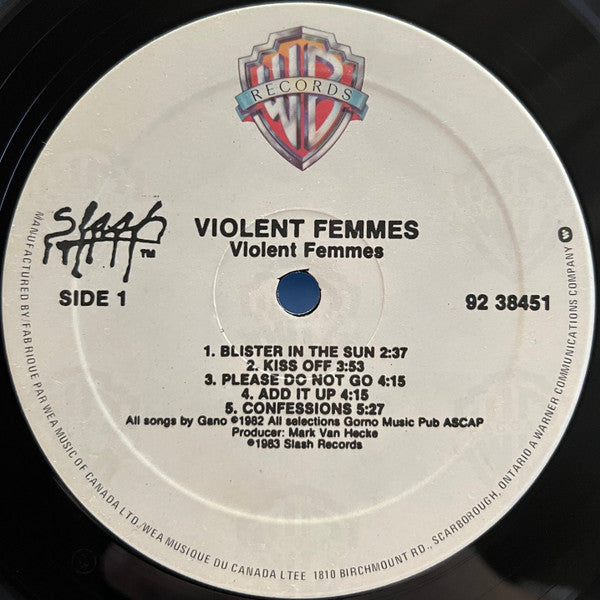 WB
RECORDS
Slash
TM
VIOLENT FEMMES
Violent Femmes
SIDE 1
92 38451
1. BLISTER IN THE SUN 2:37
2. KISS OFF 3:53
3. PLEASE DO NOT GO 4:15
4. ADD IT UP 4:15
5. CONFESSIONS 5:27
All songs by Gano ©1982 All selections Gorno Music Pub ASCAP
Producer: Mark Van Hecke
℗1983 Slash Records
MANUFACTURED BY/FABRIQUE PAR WEA MUSIC OF CANADA LTD./WEA MUSIQUE DU CANADA LTEE 1810 BIRCHMOUNT RD., SCARBOROUGH, ONTARIO A WARNER COMMUNICATIONS COMPANY